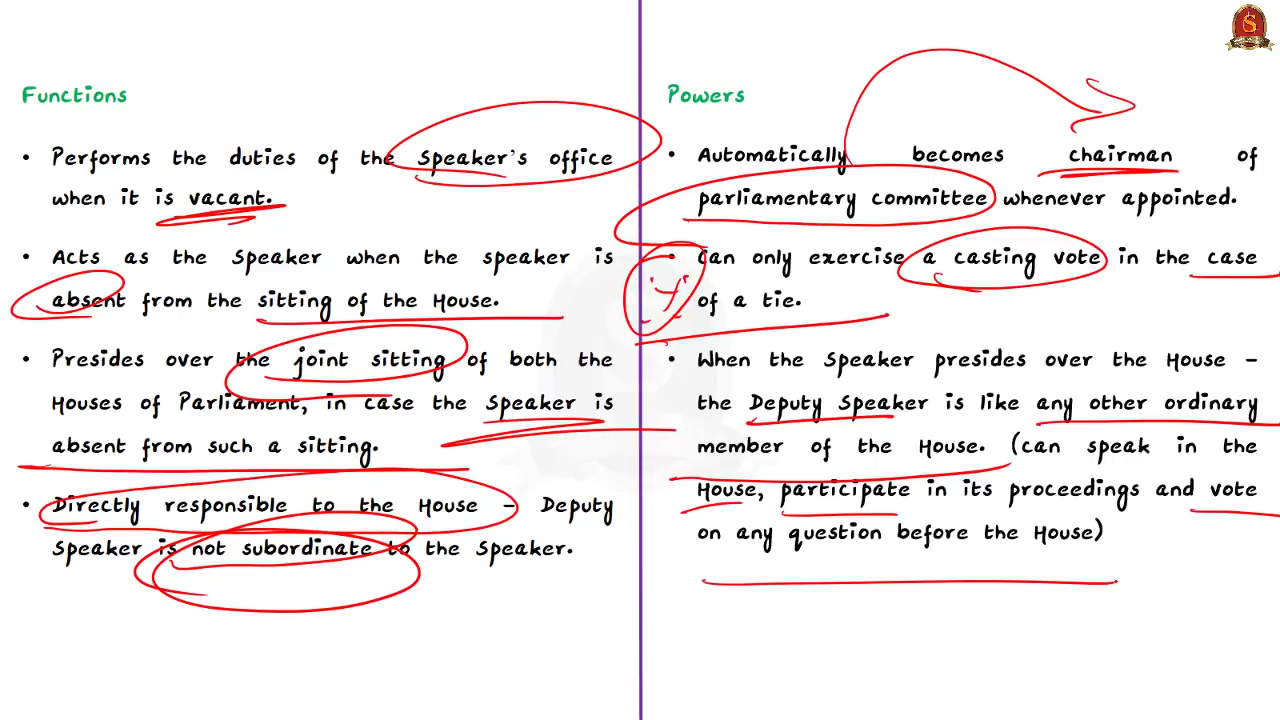 Functions
• Performs the duties of the Speaker's office
when it is vacant.
• Acts as the Speaker when the speaker is
absent from the sitting of the House.
• Presides over the joint sitting of both the
Houses of Parliament, in case the Speaker is
absent from such a sitting.
• Directly responsible to the House – Deputy
Speaker is not subordinate to the Speaker.
Powers
• Automatically becomes chairman of
parliamentary committee whenever appointed.
• Can only exercise a casting vote in the case
of a tie.
• When the Speaker presides over the House –
the Deputy Speaker is like any other ordinary
member of the House. (can speak in the
House, participate in its proceedings and vote
on any question before the House)
S